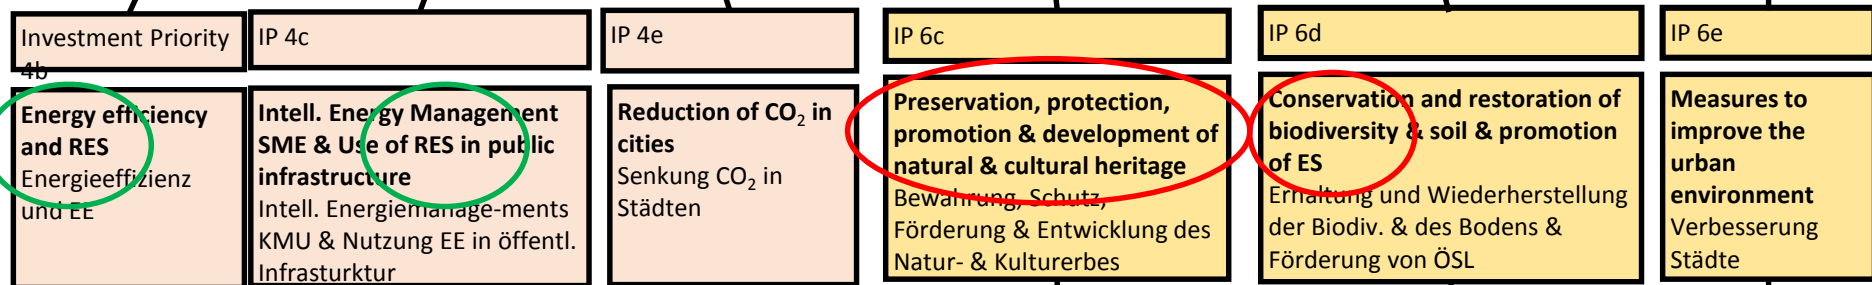 Investment Priority
4b
Energy efficiency
and RES
Energieeffizienz
und EE
IP 4c
Intell. Energy Management
SME & Use of RES in public
infrastructure
Intell. Energiemanage-ments
KMU & Nutzung EE in öffentl.
Infrasturktur
IP 4e
Reduction of CO₂ in
cities
Senkung CO₂ in
Städten
IP 6c
Preservation, protection,
promotion & development of
natural & cultural heritage
Bewahrung, Schutz,
Förderung & Entwicklung des
Natur- & Kulturerbes
IP 6d
Conservation and restoration of
biodiversity & soil & promotion
of ES
Erhaltung und Wiederherstellung
der Biodiv. & des Bodens &
Förderung von ÖSL
IP 6e
Measures to
improve the
urban
environment
Verbesserung
Städte